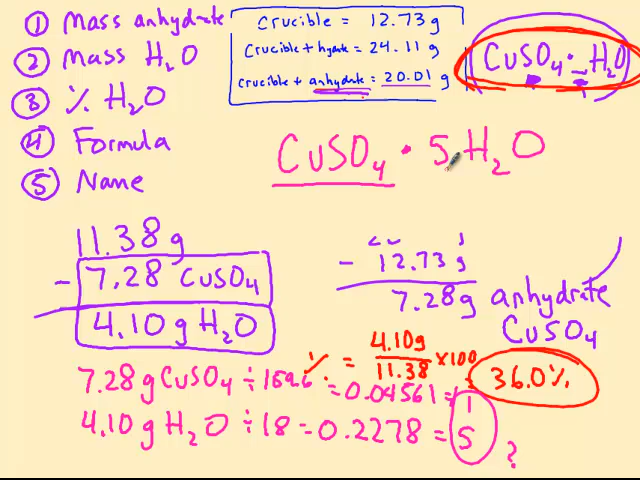 ① Mass anhydrate
② Mass H₂O
③ % H₂O
④ Formula
⑤ Name
Crucible = 12.73 g
Crucible + hydrate = 24.11 g
crucible + anhydrate = 20.01 g
CuSO₄ · _ H₂O
CuSO₄ · 5 H₂O
11.38 g
- 7.28 CuSO₄
4.10 g H₂O
- 12.73 g
7.28g anhydrate
CuSO₄
% = 4.10g / 11.38 ×100
36.0%
7.28 g CuSO₄ ÷ 159.6 = 0.04561 = 1
4.10 g H₂O ÷ 18 = 0.2278 = 5
?